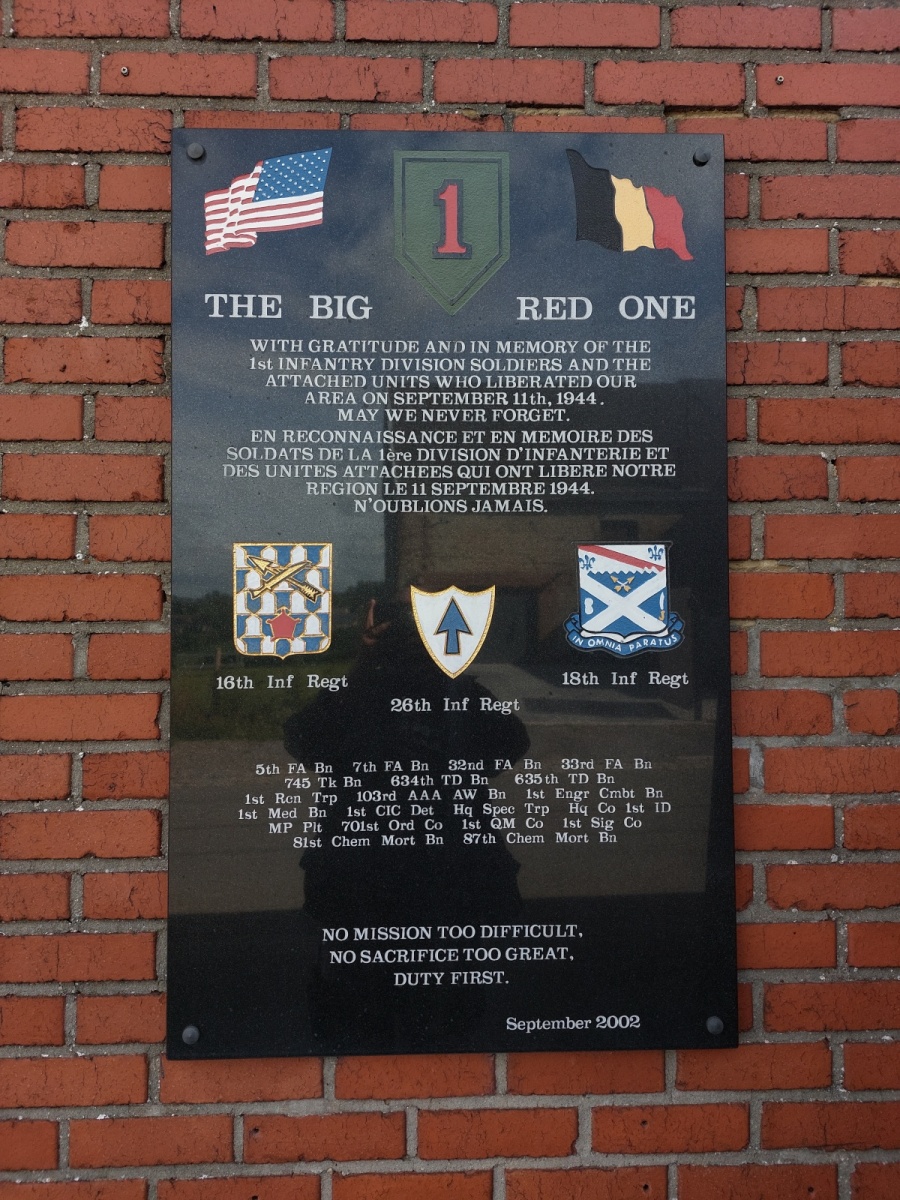 1
THE BIG RED ONE
WITH GRATITUDE AND IN MEMORY OF THE
1st INFANTRY DIVISION SOLDIERS AND THE
ATTACHED UNITS WHO LIBERATED OUR
AREA ON SEPTEMBER 11th, 1944.
MAY WE NEVER FORGET.
EN RECONNAISSANCE ET EN MEMOIRE DES
SOLDATS DE LA 1ère DIVISION D'INFANTERIE ET
DES UNITES ATTACHEES QUI ONT LIBERE NOTRE
REGION LE 11 SEPTEMBRE 1944.
N'OUBLIONS JAMAIS.
IN OMNIA PARATUS
16th Inf Regt
18th Inf Regt
26th Inf Regt
5th FA Bn 7th FA Bn 32nd FA Bn 33rd FA Bn
745 Tk Bn 634th TD Bn 635th TD Bn
1st Rcn Trp 103rd AAA AW Bn 1st Engr Cmbt Bn
1st Med Bn 1st CIC Det Hq Spec Trp Hq Co 1st ID
MP Plt 701st Ord Co 1st QM Co 1st Sig Co
81st Chem Mort Bn 87th Chem Mort Bn
NO MISSION TOO DIFFICULT,
NO SACRIFICE TOO GREAT,
DUTY FIRST.
September 2002